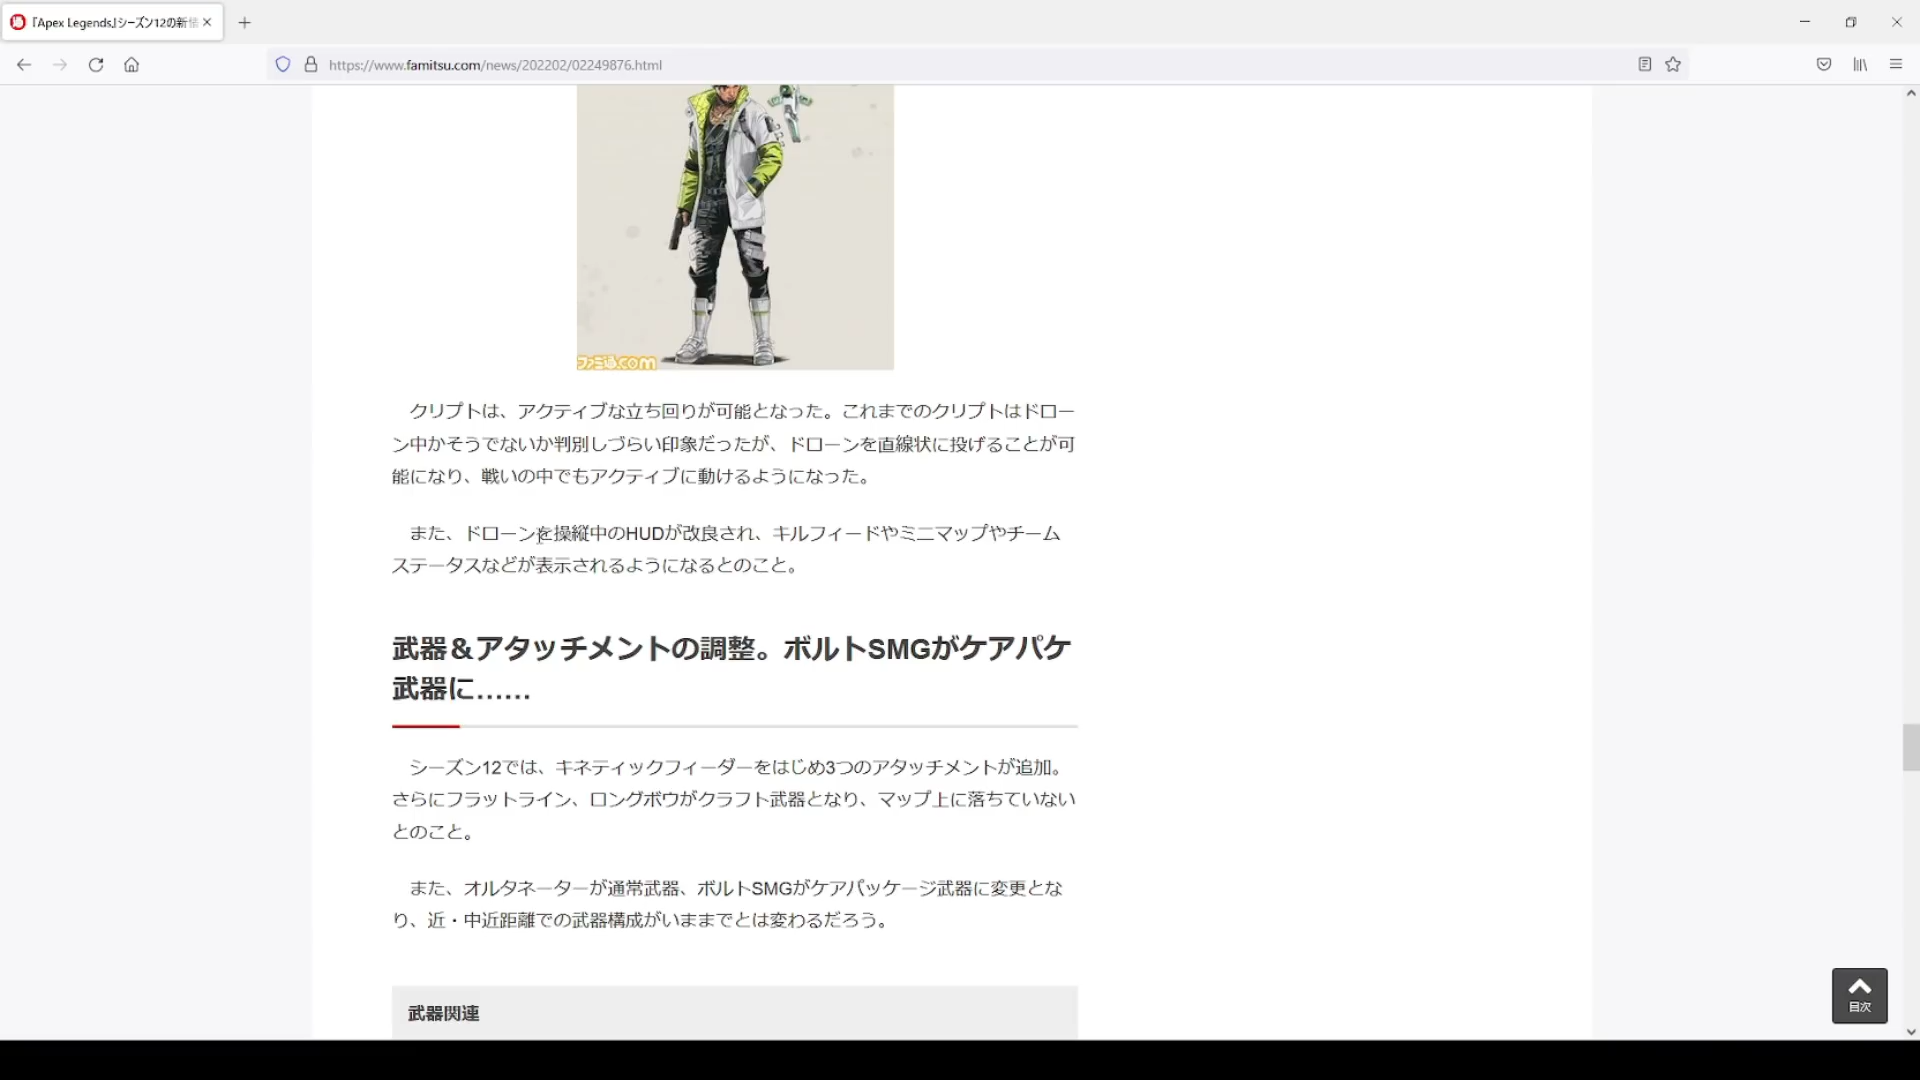 『Apex Legends』シーズン12の新情
https://www.famitsu.com/news/202202/02249876.html
ファミ通.com
クリプトは、アクティブな立ち回りが可能となった。これまでのクリプトはドロー
ン中かそうでないか判別しづらい印象だったが、ドローンを直線状に投げることが可
能になり、戦いの中でもアクティブに動けるようになった。
また、ドローンを操縦中のHUDが改良され、キルフィードやミニマップやチーム
ステータスなどが表示されるようになるとのこと。
武器＆アタッチメントの調整。ボルトSMGがケアパケ
武器に……
シーズン12では、キネティックフィーダーをはじめ3つのアタッチメントが追加。
さらにフラットライン、ロングボウがクラフト武器となり、マップ上に落ちていない
とのこと。
また、オルタネーターが通常武器、ボルトSMGがケアパッケージ武器に変更とな
り、近・中近距離での武器構成がいままでとは変わるだろう。
武器関連
目次